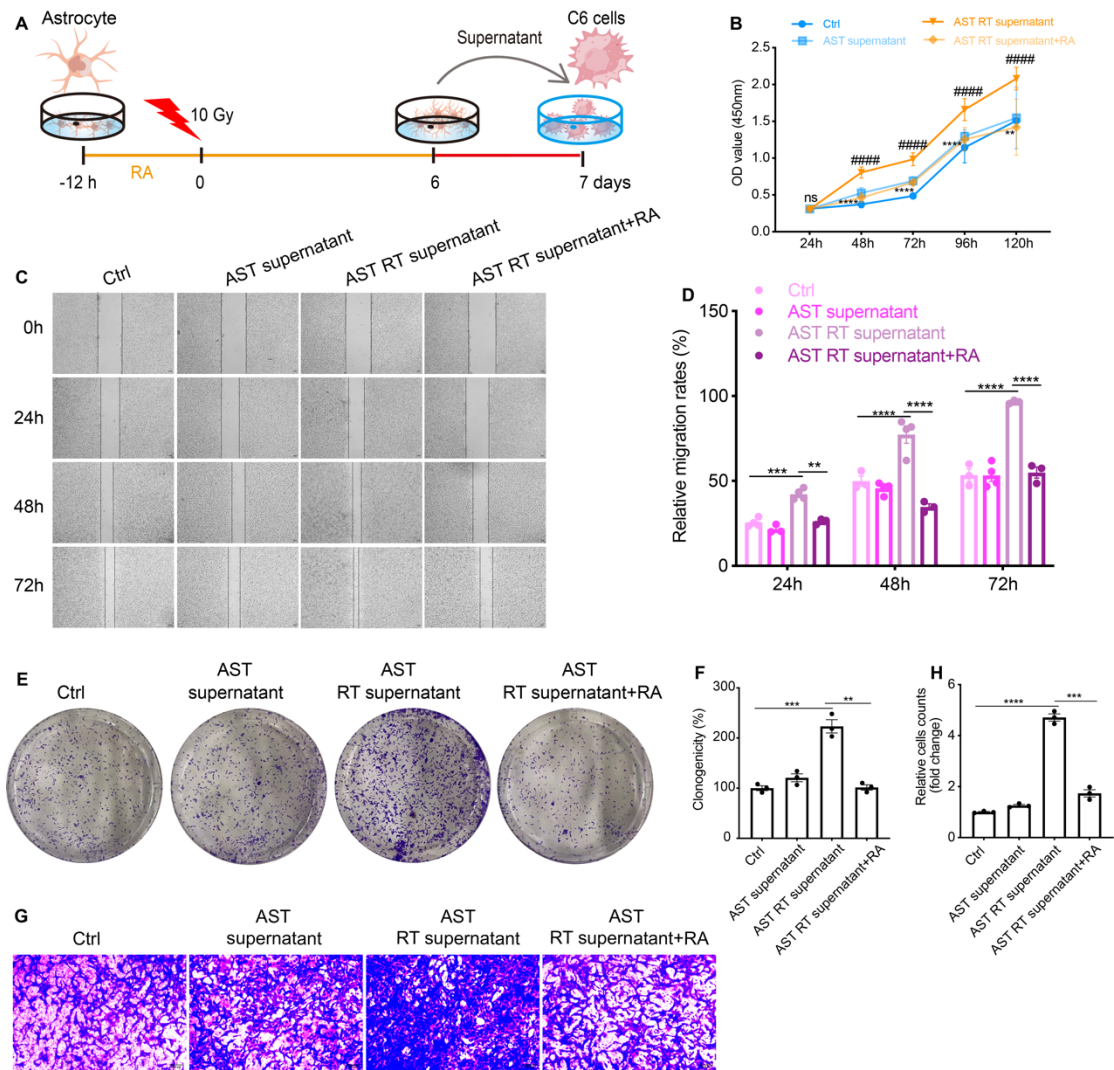 A
Astrocyte
C6 cells
Supernatant
10 Gy
RA
-12 h
0
6
7 days
B
Ctrl
AST supernatant
AST RT supernatant
AST RT supernatant+RA
OD value (450nm)
2.5
2.0
1.5
1.0
0.5
0.0
ns
####
####
####
####
****
****
****
**
24h
48h
72h
96h
120h
C
Ctrl
AST supernatant
AST RT supernatant
AST RT supernatant+RA
0h
24h
48h
72h
D
Ctrl
AST supernatant
AST RT supernatant
AST RT supernatant+RA
Relative migration rates (%)
150
100
50
0
***
**
****
****
****
****
24h
48h
72h
E
Ctrl
AST
supernatant
AST
RT supernatant
AST
RT supernatant+RA
F
Clonogenicity (%)
300
200
100
0
***
**
Ctrl
AST supernatant
AST RT supernatant
AST RT supernatant+RA
H
Relative cells counts
(fold change)
6
4
2
0
****
***
Ctrl
AST supernatant
AST RT supernatant
AST RT supernatant+RA
G
Ctrl
AST
supernatant
AST
RT supernatant
AST
RT supernatant+RA